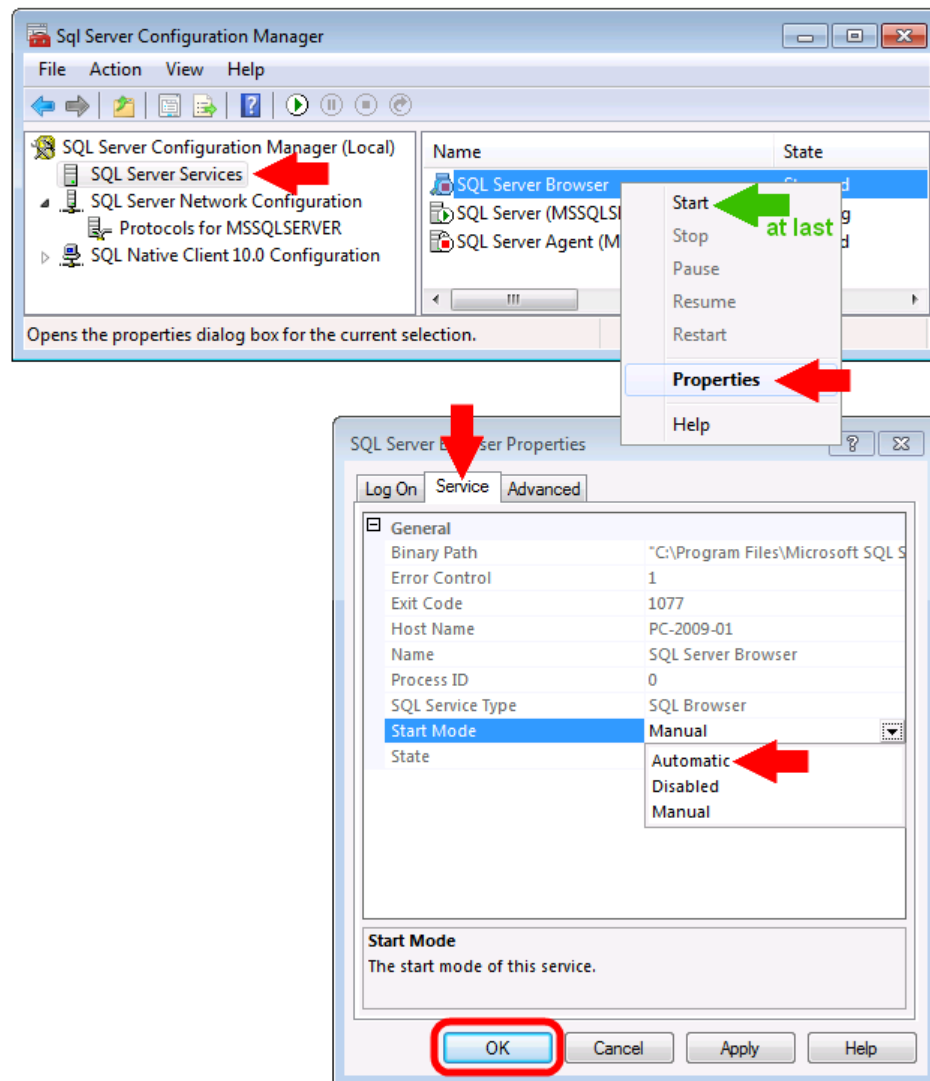 Sql Server Configuration Manager
File Action View Help
SQL Server Configuration Manager (Local)
SQL Server Services
SQL Server Network Configuration
Protocols for MSSQLSERVER
SQL Native Client 10.0 Configuration
Name State
SQL Server Browser
SQL Server (MSSQLS
SQL Server Agent (M
Opens the properties dialog box for the current selection.
Start
at last
Stop
Pause
Resume
Restart
Properties
Help
SQL Server Properties
Log On Service Advanced
General
Binary Path "C:\Program Files\Microsoft SQL S
Error Control 1
Exit Code 1077
Host Name PC-2009-01
Name SQL Server Browser
Process ID 0
SQL Service Type SQL Browser
Start Mode Manual
State
Automatic
Disabled
Manual
Start Mode
The start mode of this service.
OK Cancel Apply Help